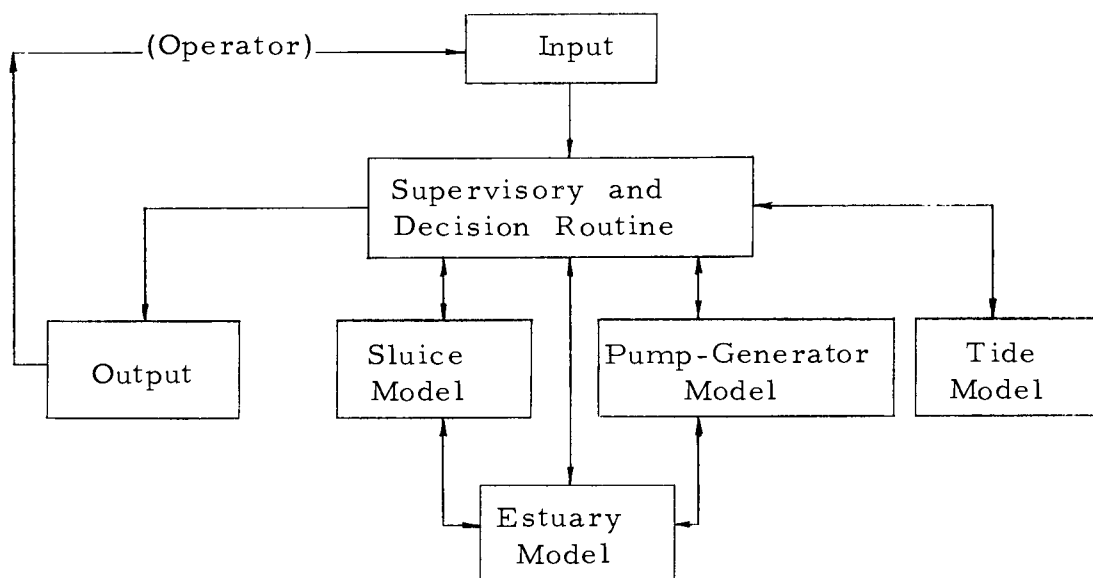 (Operator)
Input
Supervisory and
Decision Routine
Output
Sluice
Model
Pump-Generator
Model
Tide
Model
Estuary
Model